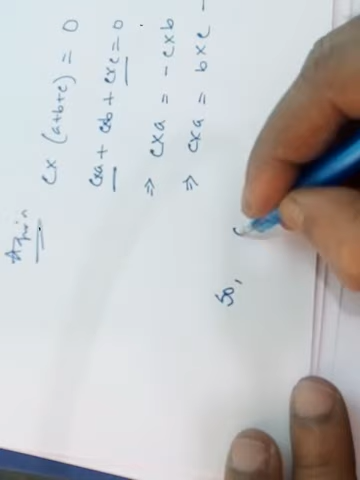 Again
c×(a+b+c) = 0
c×a + c×b + c×c = 0
⇒ c×a = - c×b
⇒ c×a = b×c -
so,